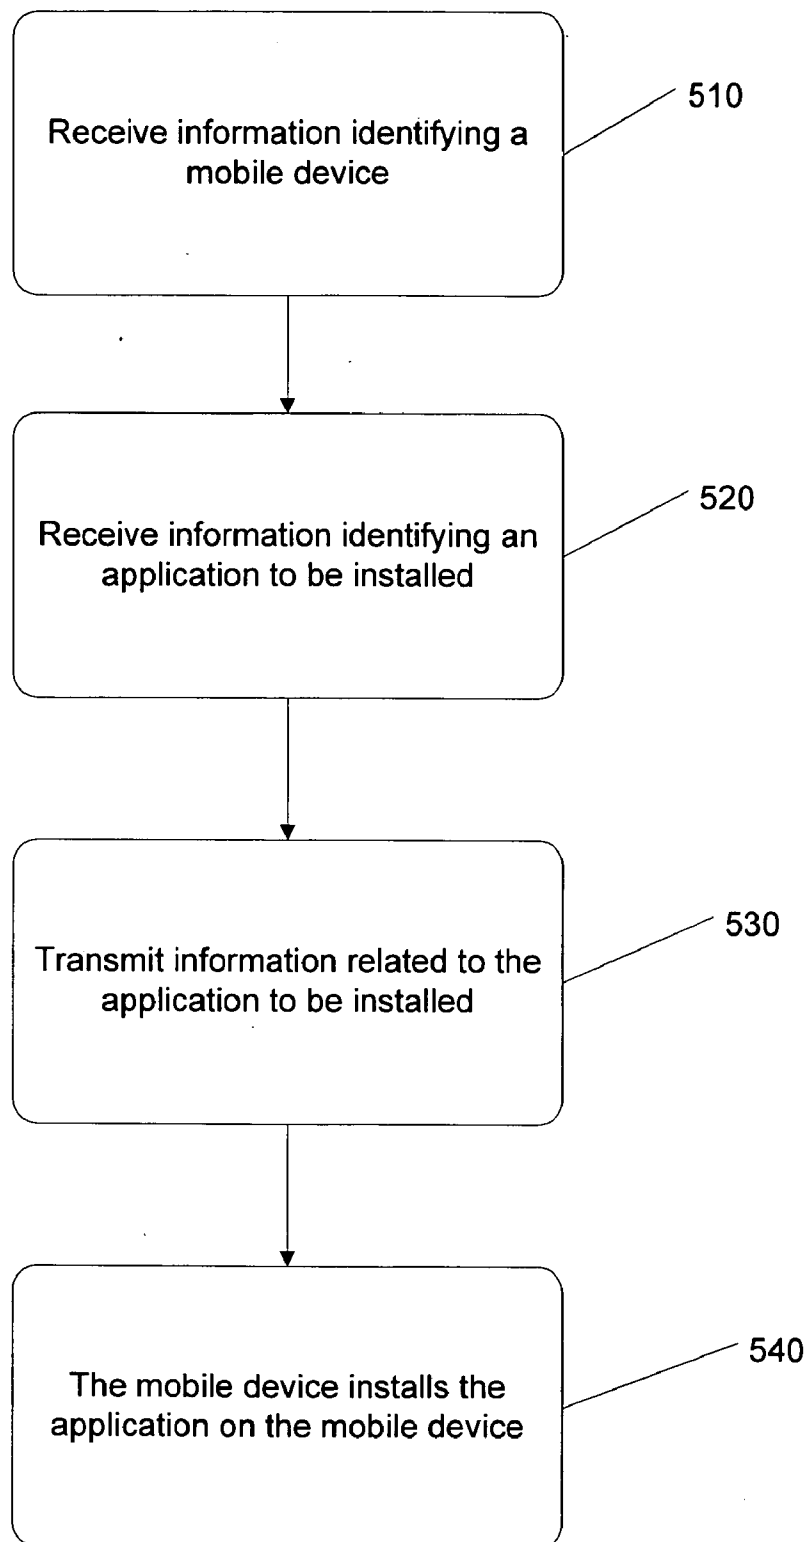 Receive information identifying a
mobile device
510
Receive information identifying an
application to be installed
520
Transmit information related to the
application to be installed
530
The mobile device installs the
application on the mobile device
540